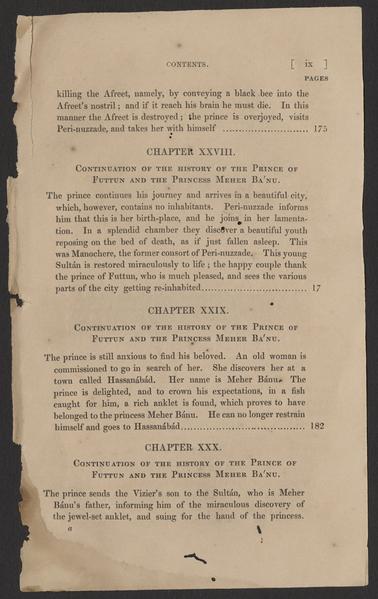 CONTENTS. [ ix ]
PAGES
killing the Afreet, namely, by conveying a black bee into the
Afreet's nostril; and if it reach his brain he must die. In this
manner the Afreet is destroyed; the prince is overjoyed, visits
Peri-nuzzade, and takes her with himself ........................... 175
CHAPTER XXVIII.
CONTINUATION OF THE HISTORY OF THE PRINCE OF
FUTTUN AND THE PRINCESS MEHER BA'NU.
The prince continues his journey and arrives in a beautiful city,
which, however, contains no inhabitants. Peri-nuzzade informs
him that this is her birth-place, and he joins in her lamenta-
tion. In a splendid chamber they discover a beautiful youth
reposing on the bed of death, as if just fallen asleep. This
was Manochere, the former consort of Peri-nuzzade. This young
Sultán is restored miraculously to life; the happy couple thank
the prince of Futtun, who is much pleased, and sees the various
parts of the city getting re-inhabited................................. 17
CHAPTER XXIX.
CONTINUATION OF THE HISTORY OF THE PRINCE OF
FUTTUN AND THE PRINCESS MEHER BA'NU.
The prince is still anxious to find his beloved. An old woman is
commissioned to go in search of her. She discovers her at a
town called Hassanábád. Her name is Meher Bánu. The
prince is delighted, and to crown his expectations, in a fish
caught for him, a rich anklet is found, which proves to have
belonged to the princess Meher Bánu. He can no longer restrain
himself and goes to Hassanábád....................................... 182
CHAPTER XXX.
CONTINUATION OF THE HISTORY OF THE PRINCE OF
FUTTUN AND THE PRINCESS MEHER BA'NU.
The prince sends the Vizier's son to the Sultán, who is Meher
Bánu's father, informing him of the miraculous discovery of
the jewel-set anklet, and suing for the hand of the princess.
a